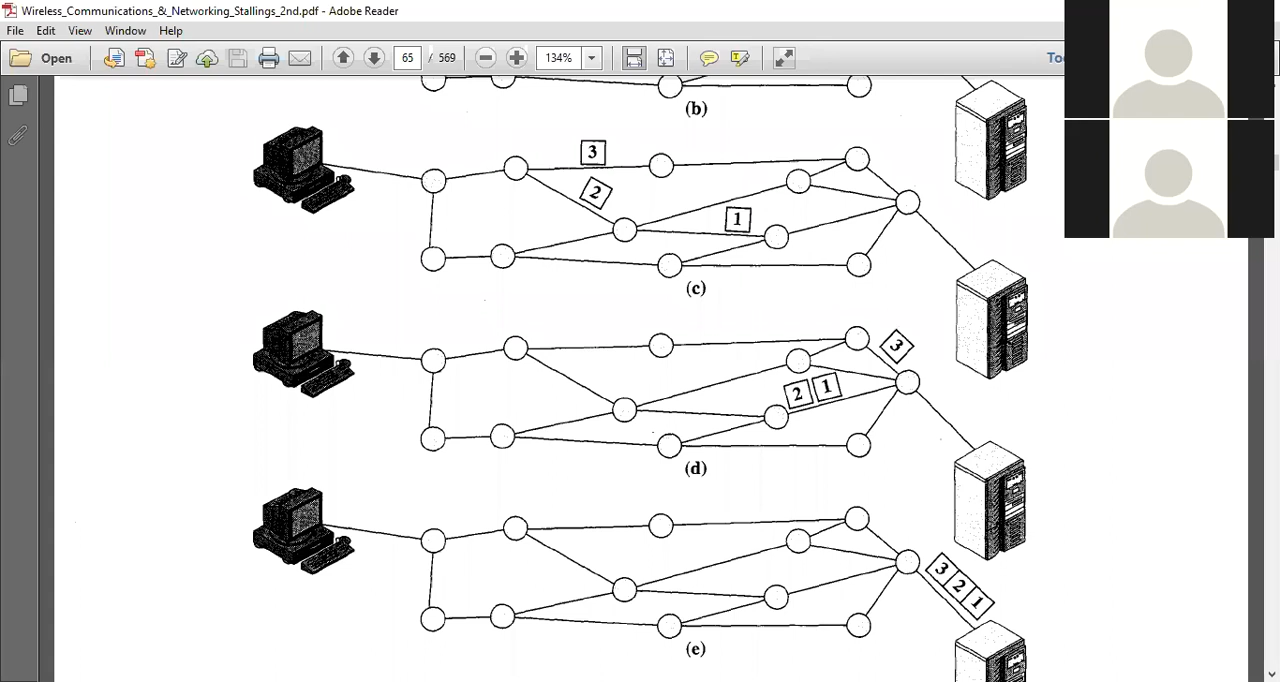 Wireless_Communications_&_Networking_Stallings_2nd.pdf - Adobe Reader
File Edit View Window Help
Open 65 / 569 134% Too
(b)
3
2
1
(c)
3
2 1
(d)
3 2 1
(e)